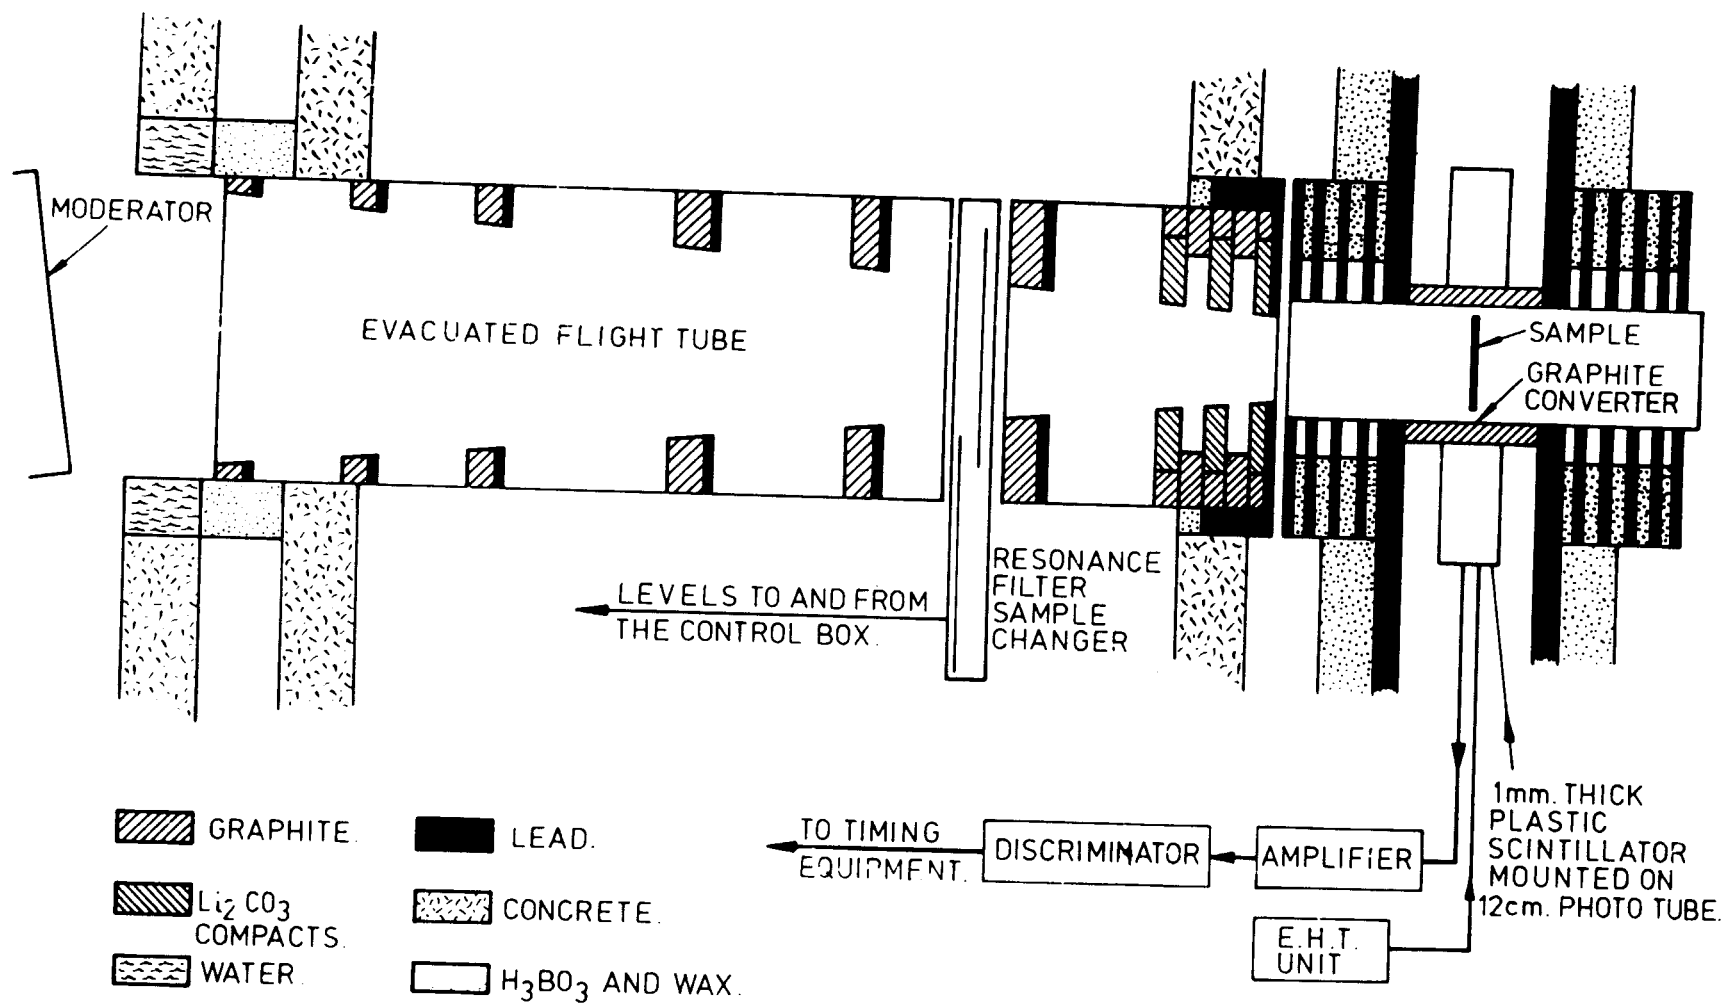 MODERATOR
EVACUATED FLIGHT TUBE
SAMPLE
GRAPHITE
CONVERTER
RESONANCE
FILTER
SAMPLE
CHANGER
LEVELS TO AND FROM
THE CONTROL BOX.
1mm. THICK
PLASTIC
SCINTILLATOR
MOUNTED ON
12cm. PHOTO TUBE.
TO TIMING
EQUIPMENT.
DISCRIMINATOR
AMPLIFIER
E.H.T.
UNIT
GRAPHITE.
LEAD.
Li2 CO3
COMPACTS.
CONCRETE.
WATER.
H3BO3 AND WAX.